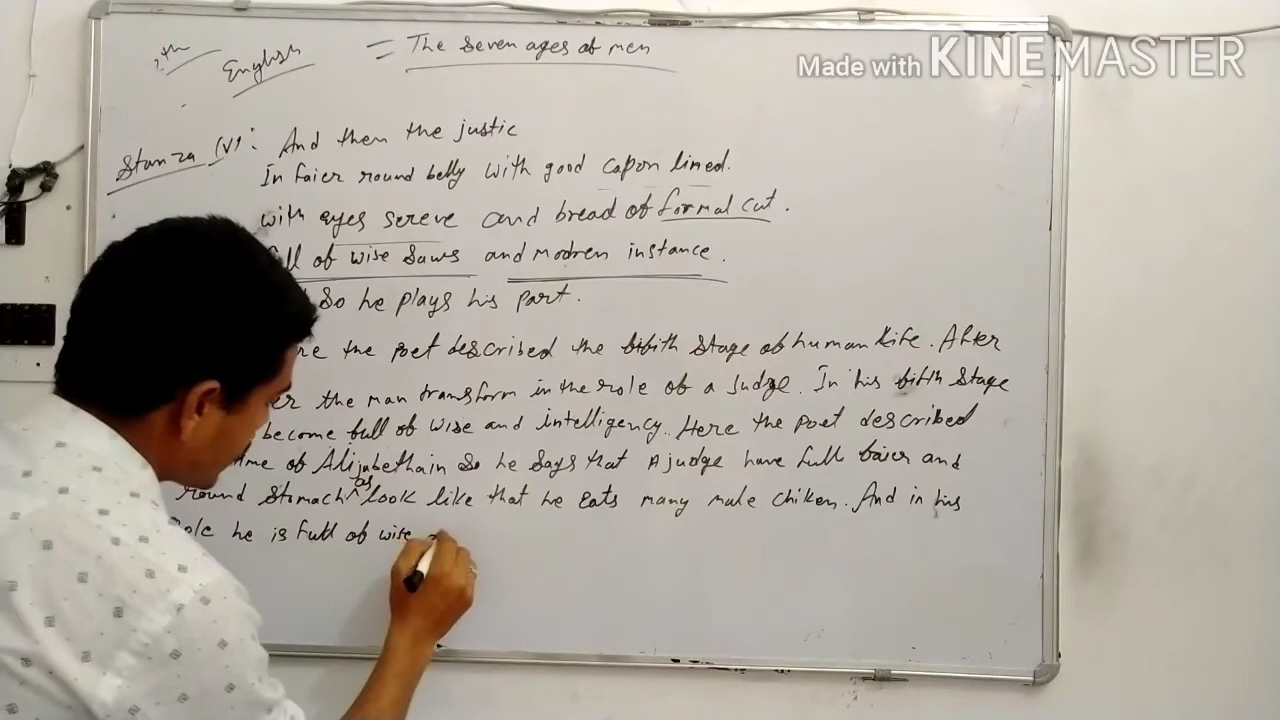 Made with KINEMASTER
English = The Seven ages of men
Stanza (V): And then the justic
In faier round belly with good capon lined.
with eyes sereve and bread of formal cut.
of wise Saws and modren instance.
So he plays his part.
the poet described the fifith stage of human life. After
the man transform in the role of a Judge. In his fifth stage
become full of wise and intelligency. Here the poet described
of Alijabethain So he Says that A judge have full faier and
round Stomach as look like that he eats many male chiken. And in his
he is full of wise